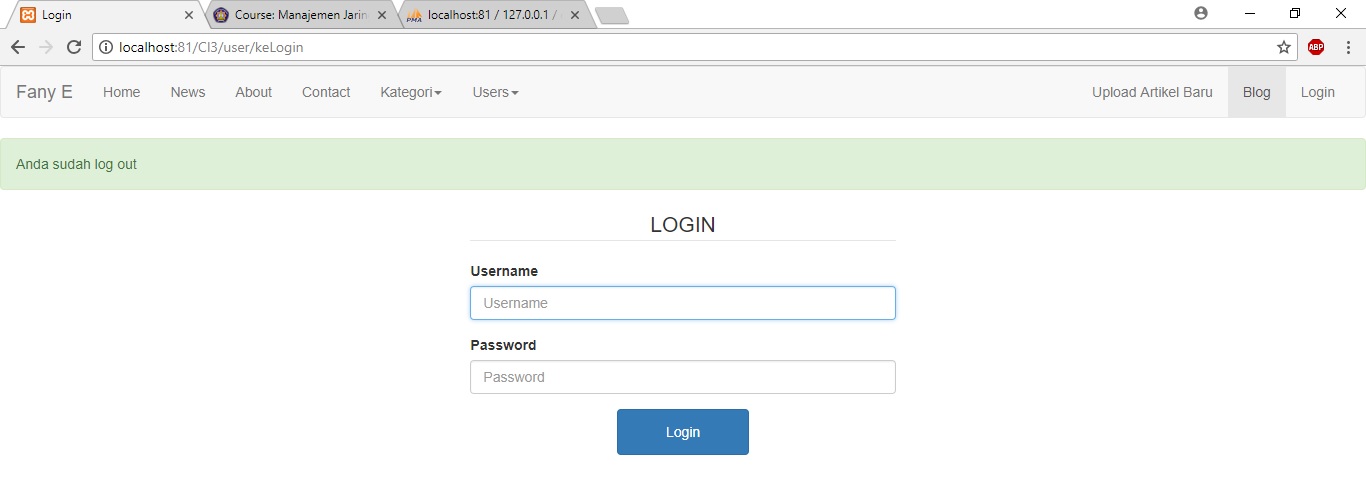 Login
Course: Manajemen Jarin
localhost:81 / 127.0.0.1 /
localhost:81/CI3/user/keLogin
ABP
Fany E Home News About Contact Kategori Users Upload Artikel Baru Blog Login
Anda sudah log out
LOGIN
Username
Username
Password
Password
Login